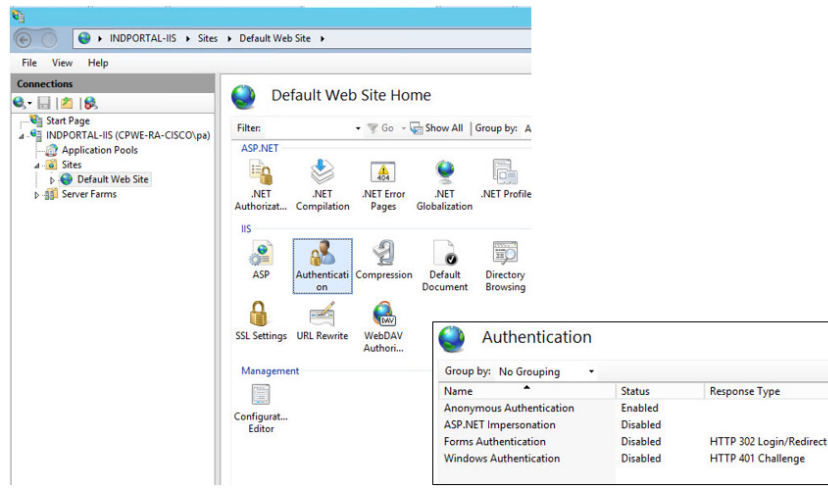 INDPORTAL-IIS Sites Default Web Site
File View Help
Connections
Start Page
INDPORTAL-IIS (CPWE-RA-CISCO\pa)
Application Pools
Sites
Default Web Site
Server Farms
Default Web Site Home
Filter: Go Show All Group by: A
ASP.NET
.NET Authorizat...
.NET Compilation
.NET Error Pages
.NET Globalization
.NET Profile
IIS
ASP
Authenticati on
Compression
Default Document
Directory Browsing
SSL Settings
URL Rewrite
WebDAV Authori...
Management
Configurat... Editor
Authentication
Group by: No Grouping
Name Status Response Type
Anonymous Authentication Enabled
ASP.NET Impersonation Disabled
Forms Authentication Disabled HTTP 302 Login/Redirect
Windows Authentication Disabled HTTP 401 Challenge